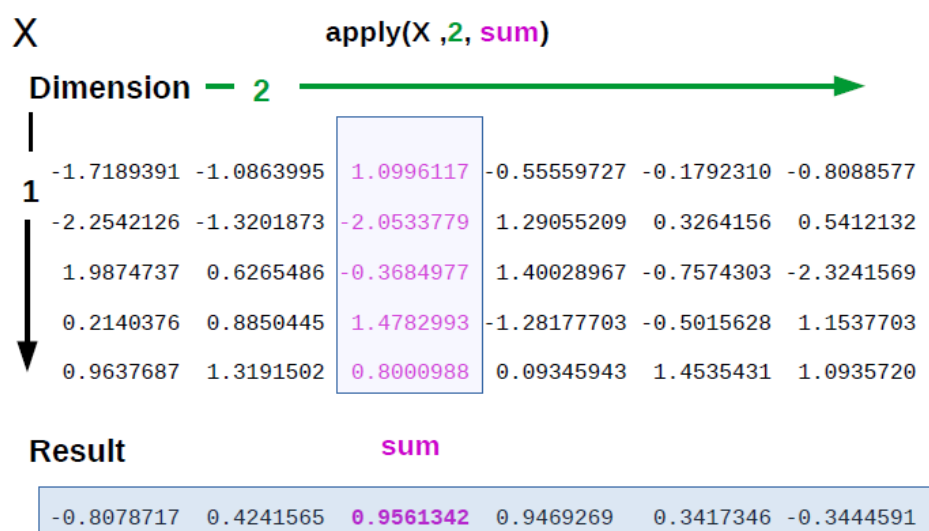 X
apply(X ,2, sum)
Dimension 2
1
-1.7189391 -1.0863995 1.0996117 -0.55559727 -0.1792310 -0.8088577
-2.2542126 -1.3201873 -2.0533779 1.29055209 0.3264156 0.5412132
1.9874737 0.6265486 -0.3684977 1.40028967 -0.7574303 -2.3241569
0.2140376 0.8850445 1.4782993 -1.28177703 -0.5015628 1.1537703
0.9637687 1.3191502 0.8000988 0.09345943 1.4535431 1.0935720
Result sum
-0.8078717 0.4241565 0.9561342 0.9469269 0.3417346 -0.3444591